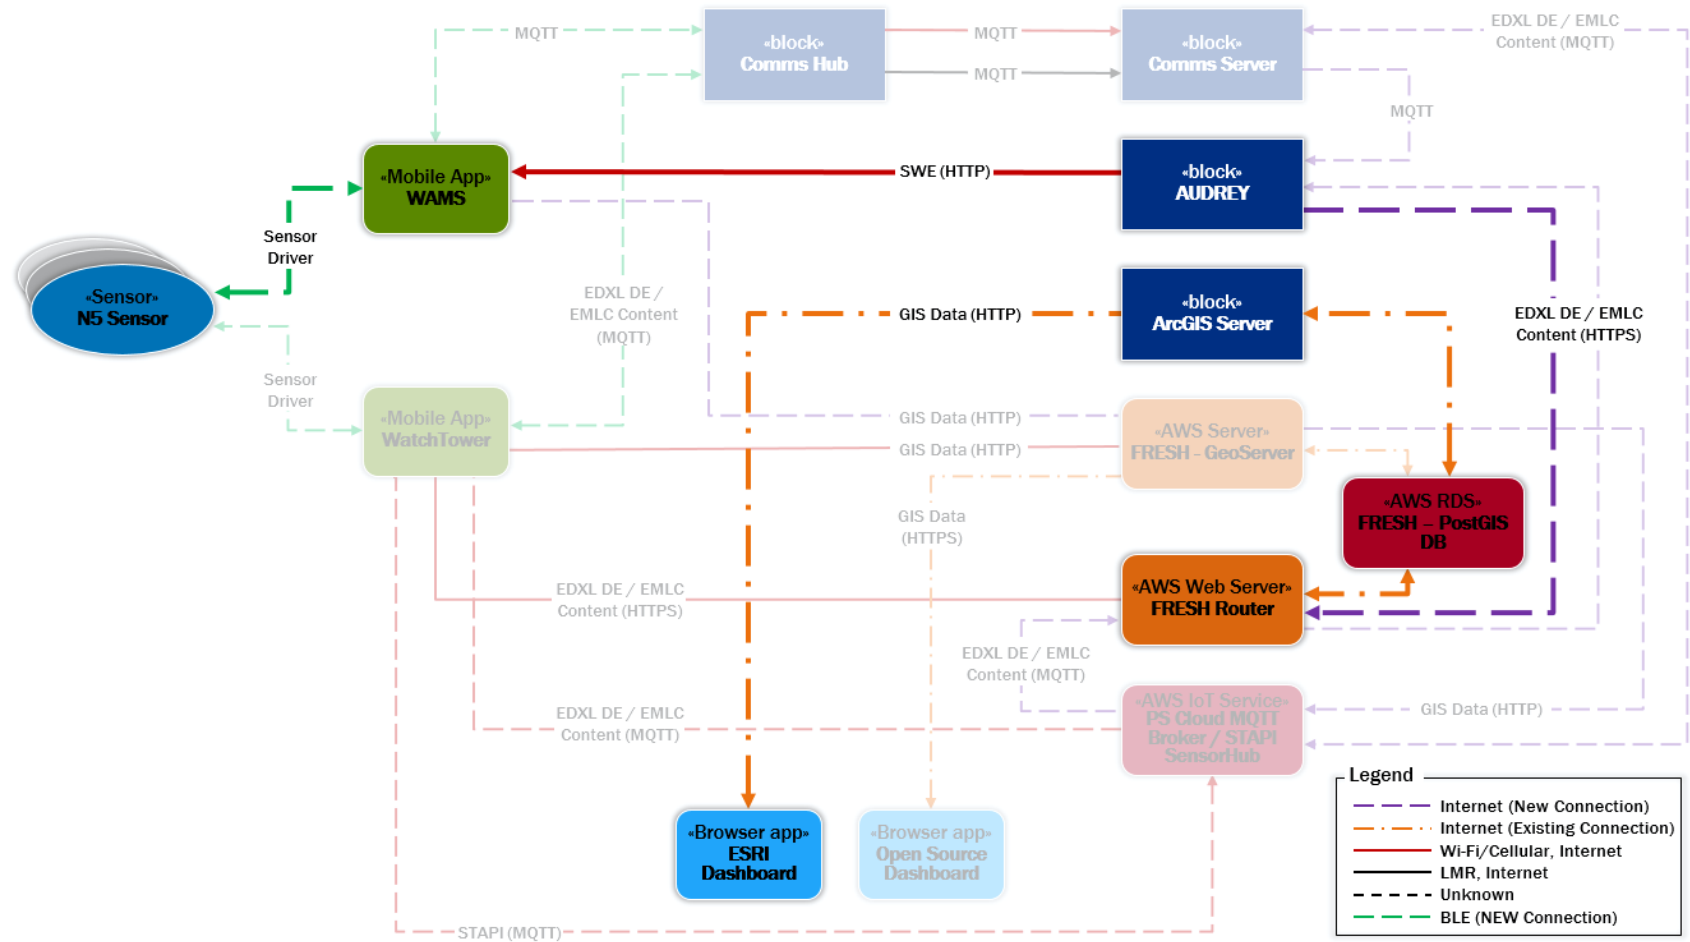 MQTT
«block»
Comms Hub
MQTT
MQTT
«block»
Comms Server
EDXL DE / EMLC
Content (MQTT)
MQTT
«Mobile App»
WAMS
SWE (HTTP)
«block»
AUDREY
Sensor
Driver
«Sensor»
N5 Sensor
EDXL DE /
EMLC Content
(MQTT)
GIS Data (HTTP)
«block»
ArcGIS Server
EDXL DE / EMLC
Content (HTTPS)
Sensor
Driver
«Mobile App»
WatchTower
GIS Data (HTTP)
GIS Data (HTTP)
«AWS Server»
FRESH - GeoServer
GIS Data
(HTTPS)
«AWS RDS»
FRESH – PostGIS
DB
EDXL DE / EMLC
Content (HTTPS)
«AWS Web Server»
FRESH Router
EDXL DE / EMLC
Content (MQTT)
EDXL DE / EMLC
Content (MQTT)
«AWS IoT Service»
PS Cloud MQTT
Broker / STAPI
SensorHub
GIS Data (HTTP)
«Browser app»
ESRI
Dashboard
«Browser app»
Open Source
Dashboard
STAPI (MQTT)
Legend
Internet (New Connection)
Internet (Existing Connection)
Wi-Fi/Cellular, Internet
LMR, Internet
Unknown
BLE (NEW Connection)